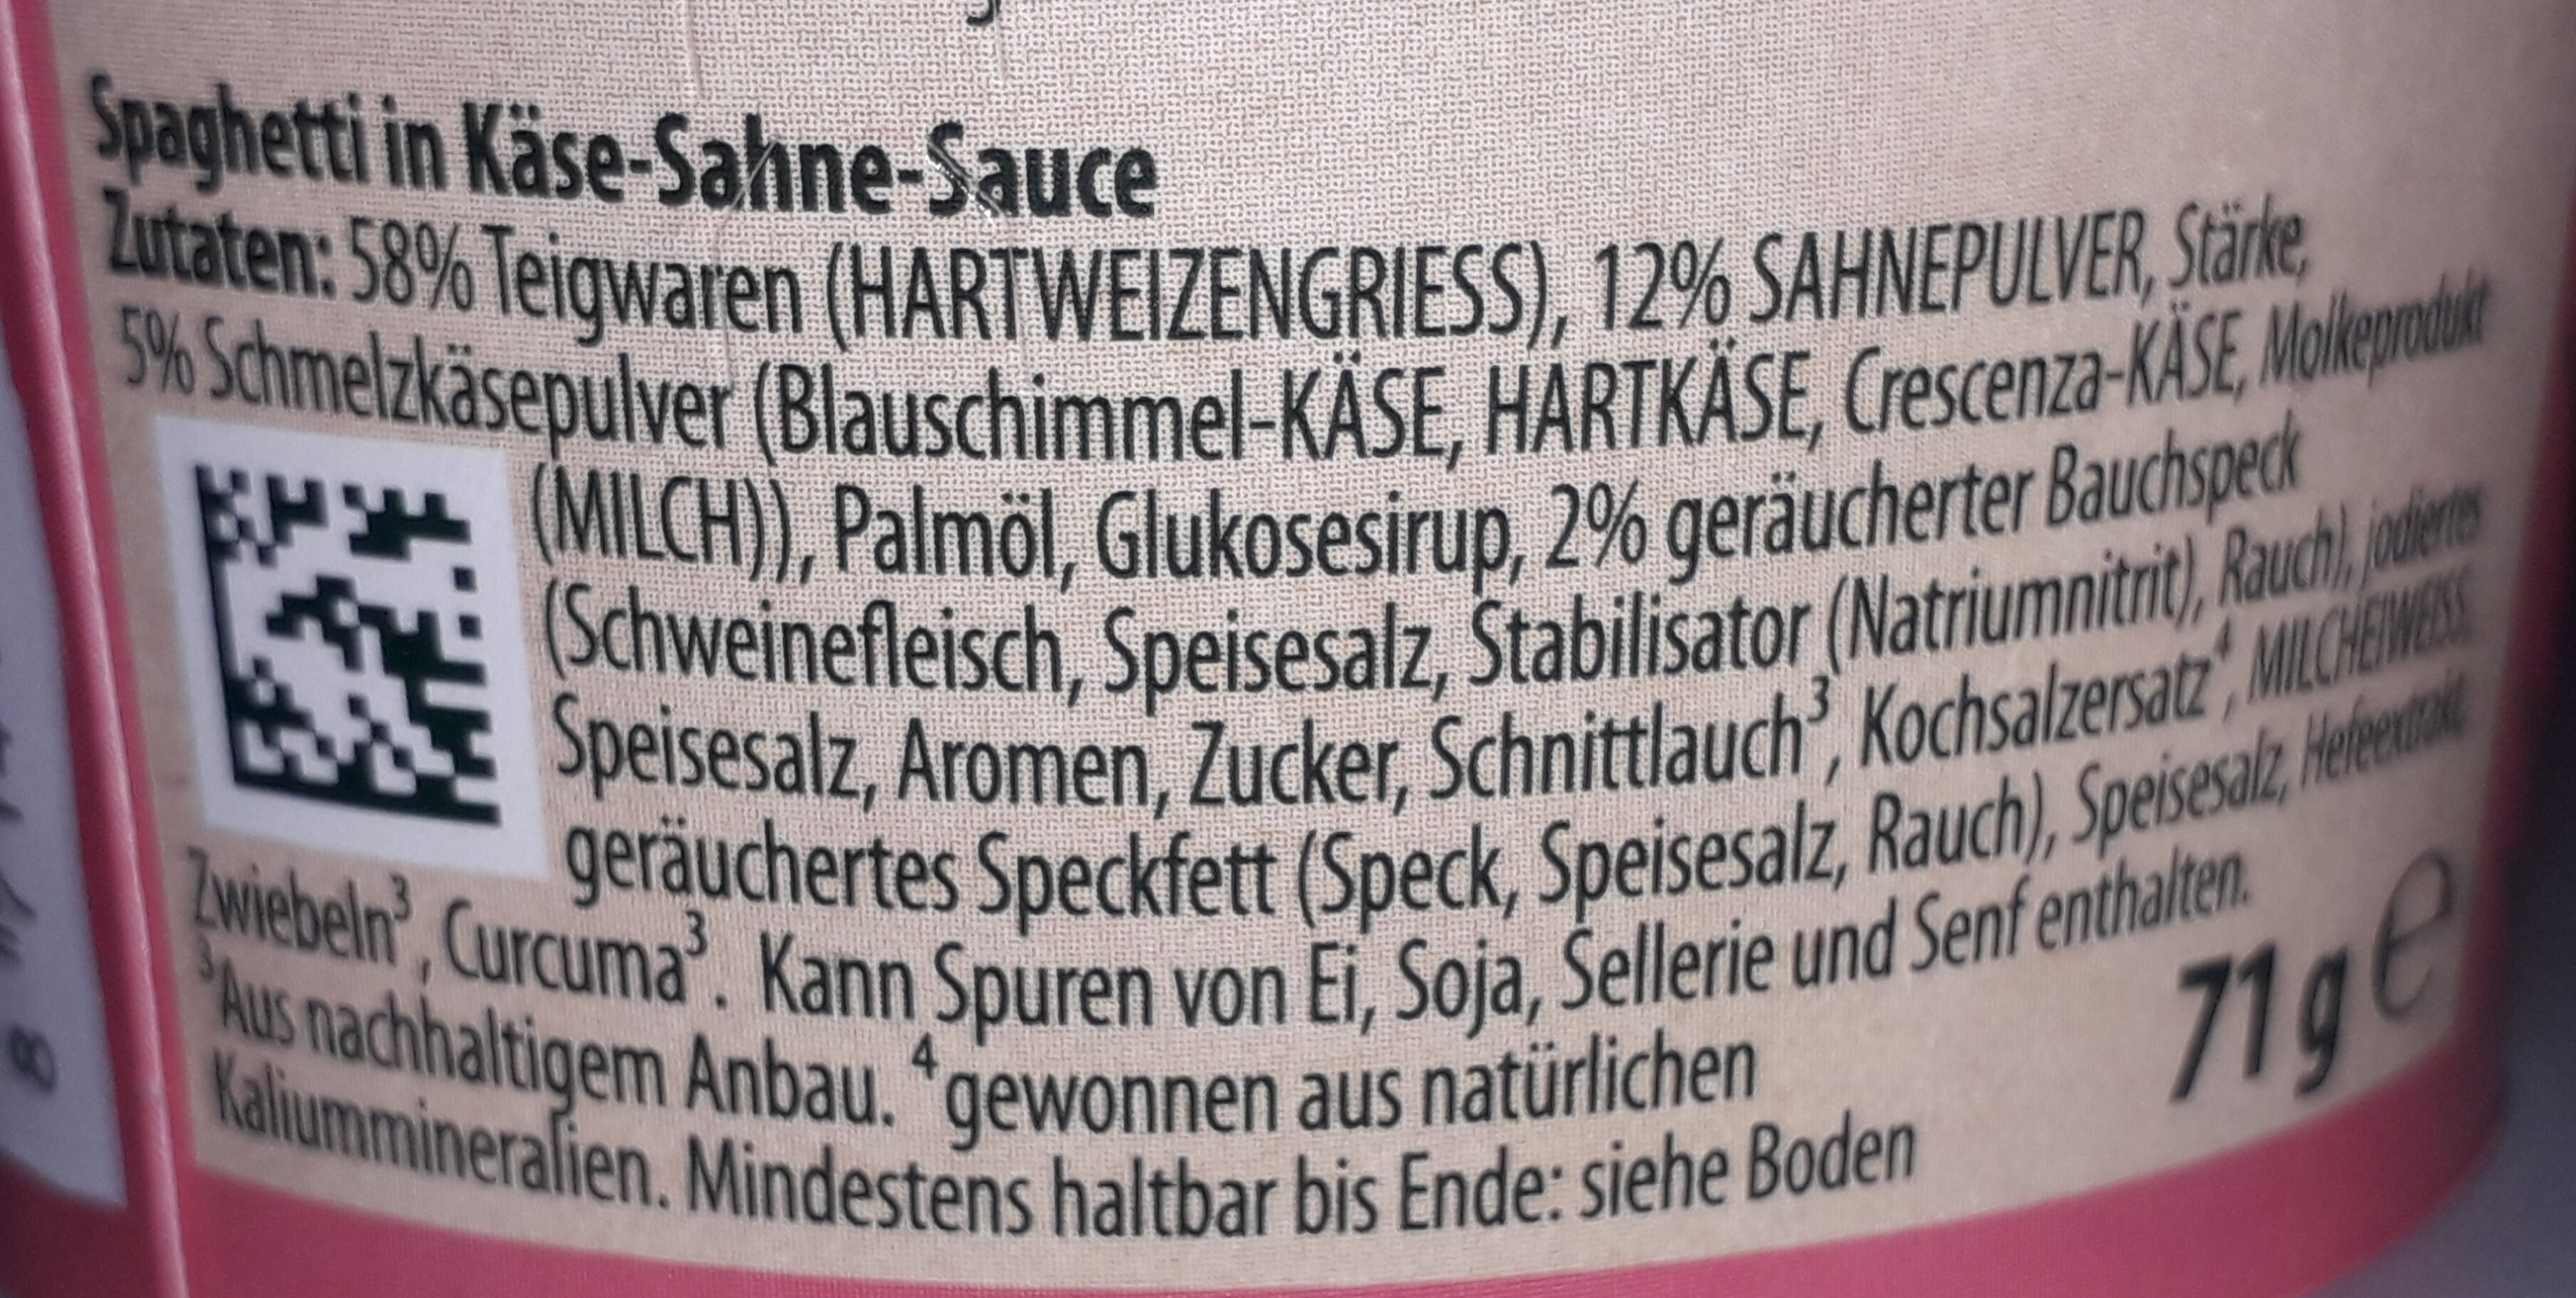 Spaghetti in Käse-Sahne-Sauce
Zutaten: 58% Teigwaren (HARTWEIZENGRIESS), 12% SAHNEPULVER, Stärke,
5% Schmelzkäsepulver (Blauschimmel-KÄSE, HARTKÄSE, Crescenza-KÄSE, Molkeprodukt
(MILCH)), Palmöl, Glukosesirup, 2% geräucherter Bauchspeck
(Schweinefleisch, Speisesalz, Stabilisator (Natriumnitrit), Rauch), jodiertes
Speisesalz, Aromen, Zucker, Schnittlauch³, Kochsalzersatz⁴, MILCHEIWEISS,
geräuchertes Speckfett (Speck, Speisesalz, Rauch), Speisesalz, Hefeextrakt,
Zwiebeln³, Curcuma³. Kann Spuren von Ei, Soja, Sellerie und Senf enthalten.
³Aus nachhaltigem Anbau. ⁴gewonnen aus natürlichen
Kaliummineralien. Mindestens haltbar bis Ende: siehe Boden
71 g e
8